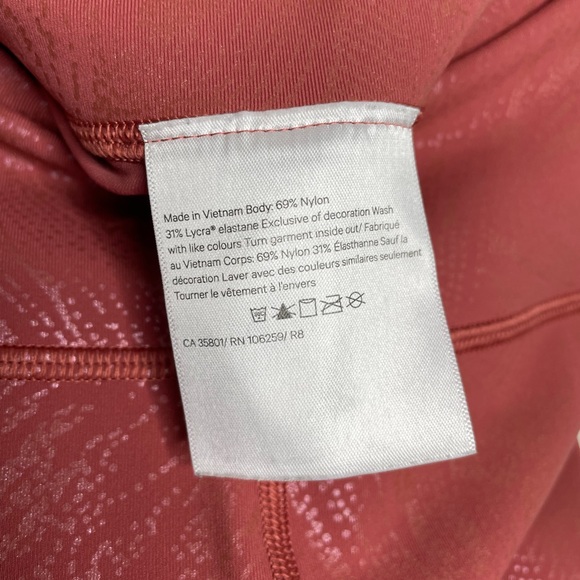 Made in Vietnam Body: 69% Nylon
31% Lycra® elastane Exclusive of decoration Wash
with like colours Turn garment inside out/ Fabriqué
au Vietnam Corps: 69% Nylon 31% Élasthanne Sauf la
décoration Laver avec des couleurs similaires seulement
Tourner le vêtement à l'envers
CA 35801/ RN 106259/ R8